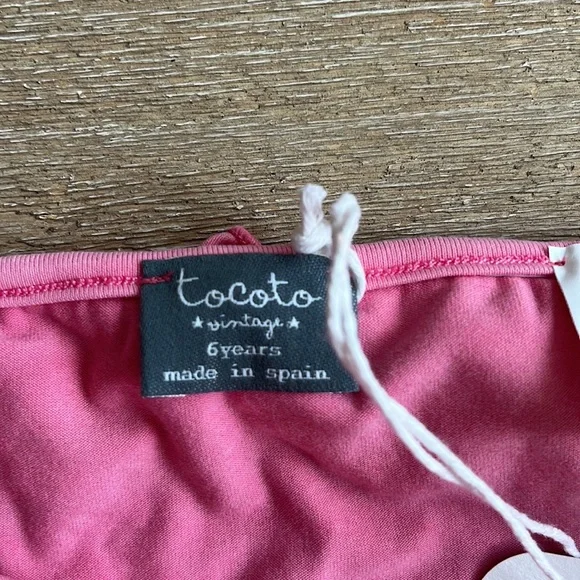 tocoto
★ vintage ★
6years
made in spain